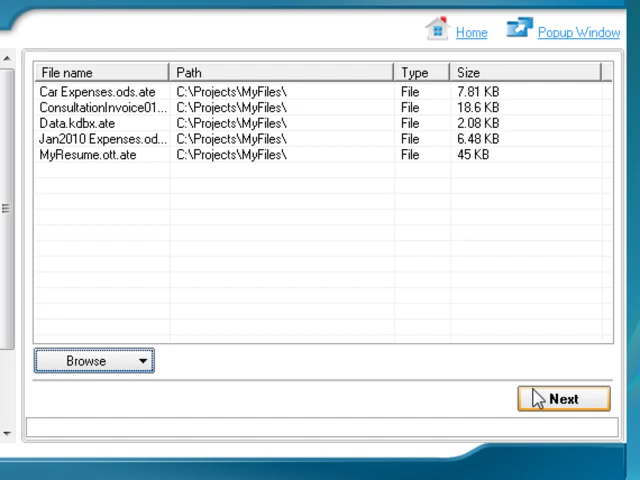 Home Popup Window
File name Path Type Size
Car Expenses.ods.ate C:\Projects\MyFiles\ File 7.81 KB
ConsultationInvoice01... C:\Projects\MyFiles\ File 18.6 KB
Data.kdbx.ate C:\Projects\MyFiles\ File 2.08 KB
Jan2010 Expenses.od... C:\Projects\MyFiles\ File 6.48 KB
MyResume.ott.ate C:\Projects\MyFiles\ File 45 KB
Browse
Next